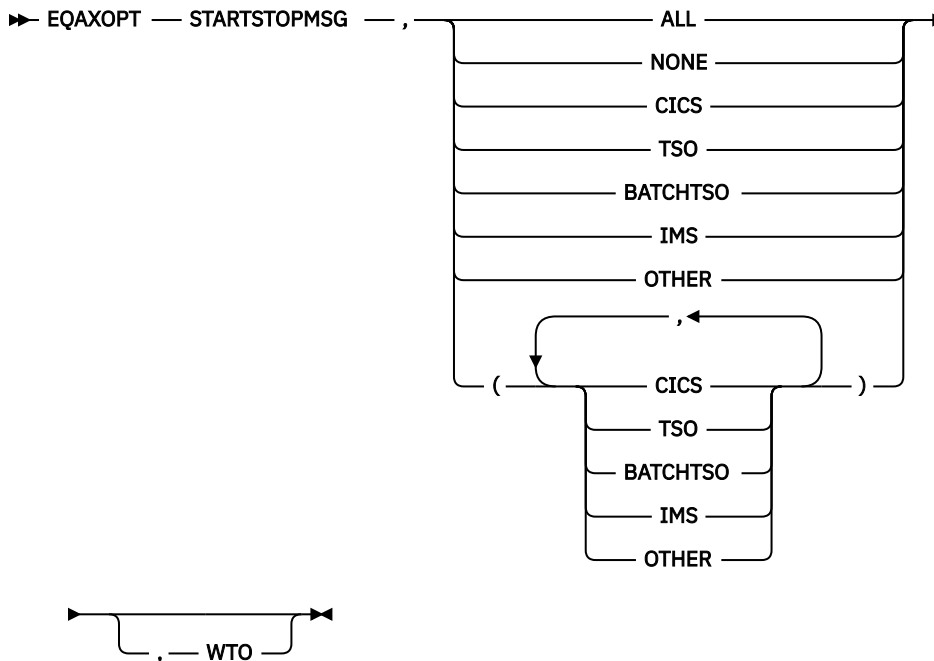 EQAXOPT STARTSTOPMSG , ALL
NONE
CICS
TSO
BATCHTSO
IMS
OTHER
,
( CICS )
TSO
BATCHTSO
IMS
OTHER
, WTO